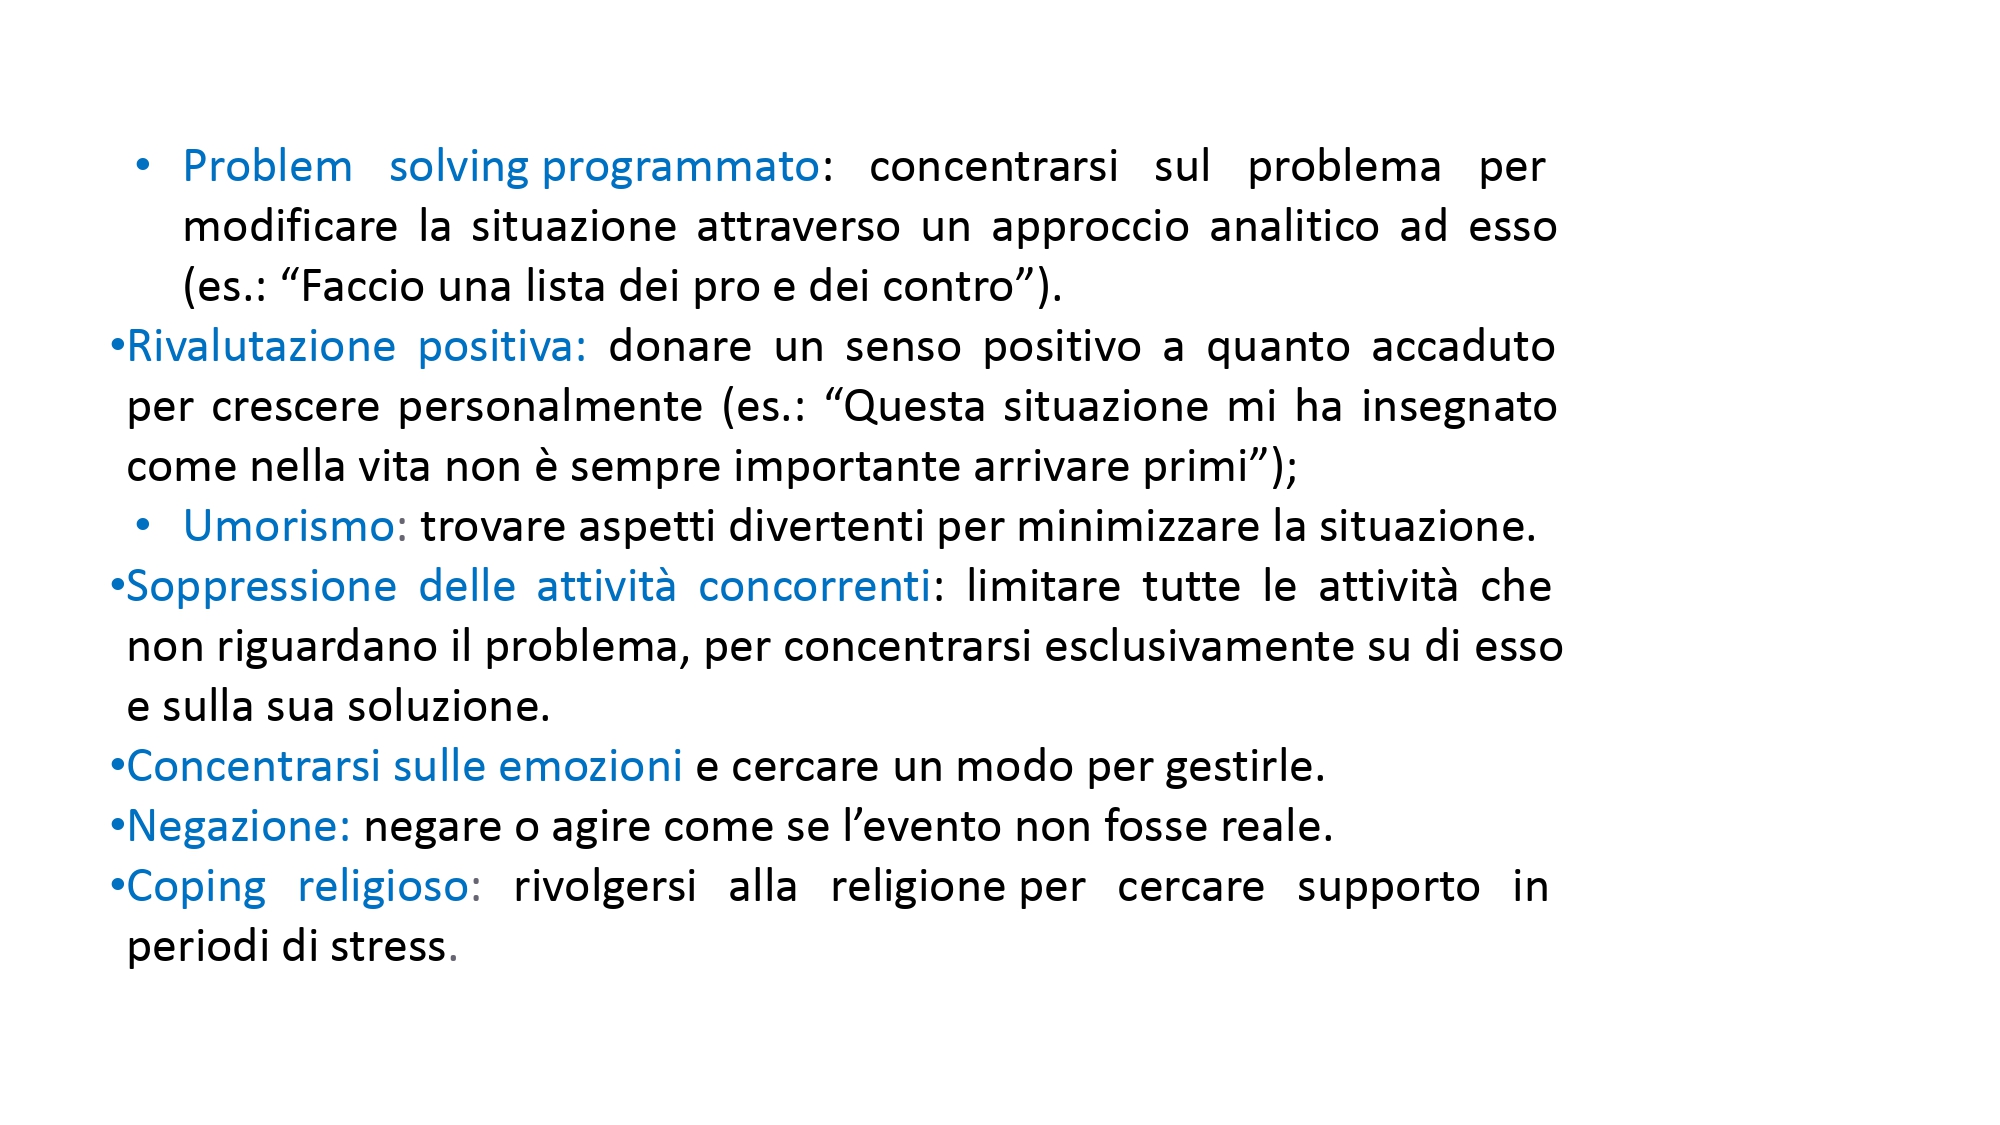 • Problem solving programmato: concentrarsi sul problema per
modificare la situazione attraverso un approccio analitico ad esso
(es.: “Faccio una lista dei pro e dei contro”).
•Rivalutazione positiva: donare un senso positivo a quanto accaduto
per crescere personalmente (es.: “Questa situazione mi ha insegnato
come nella vita non è sempre importante arrivare primi”);
• Umorismo: trovare aspetti divertenti per minimizzare la situazione.
•Soppressione delle attività concorrenti: limitare tutte le attività che
non riguardano il problema, per concentrarsi esclusivamente su di esso
e sulla sua soluzione.
•Concentrarsi sulle emozioni e cercare un modo per gestirle.
•Negazione: negare o agire come se l’evento non fosse reale.
•Coping religioso: rivolgersi alla religione per cercare supporto in
periodi di stress.